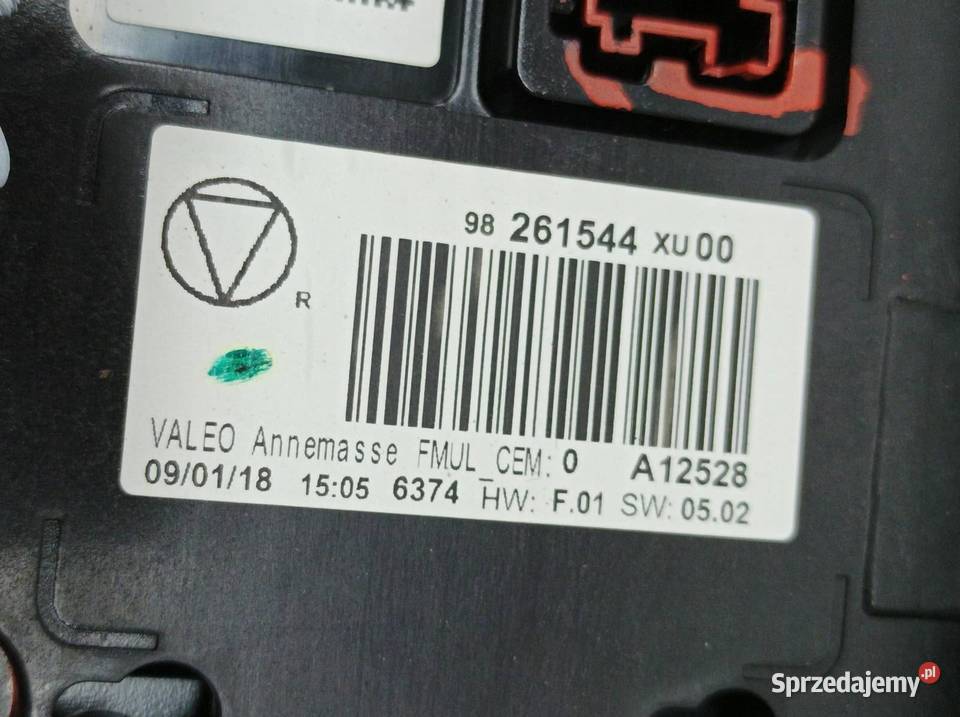 98 261544 XU 00
R
VALEO Annemasse FMUL_CEM: 0 A12528
09/01/18 15:05 6374 HW: F.01 SW: 05.02
Sprzedajemy.pl